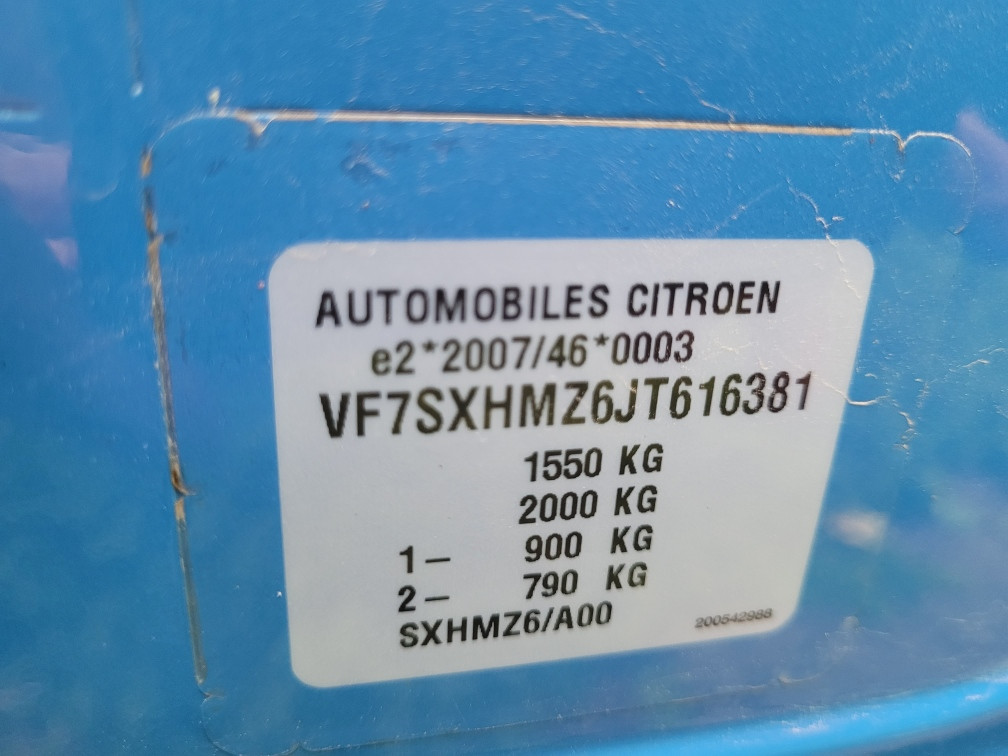 AUTOMOBILES CITROEN
e2*2007/46*0003
VF7SXHMZ6JT616381
1550 KG
2000 KG
1- 900 KG
2- 790 KG
SXHMZ6/A00
200542988